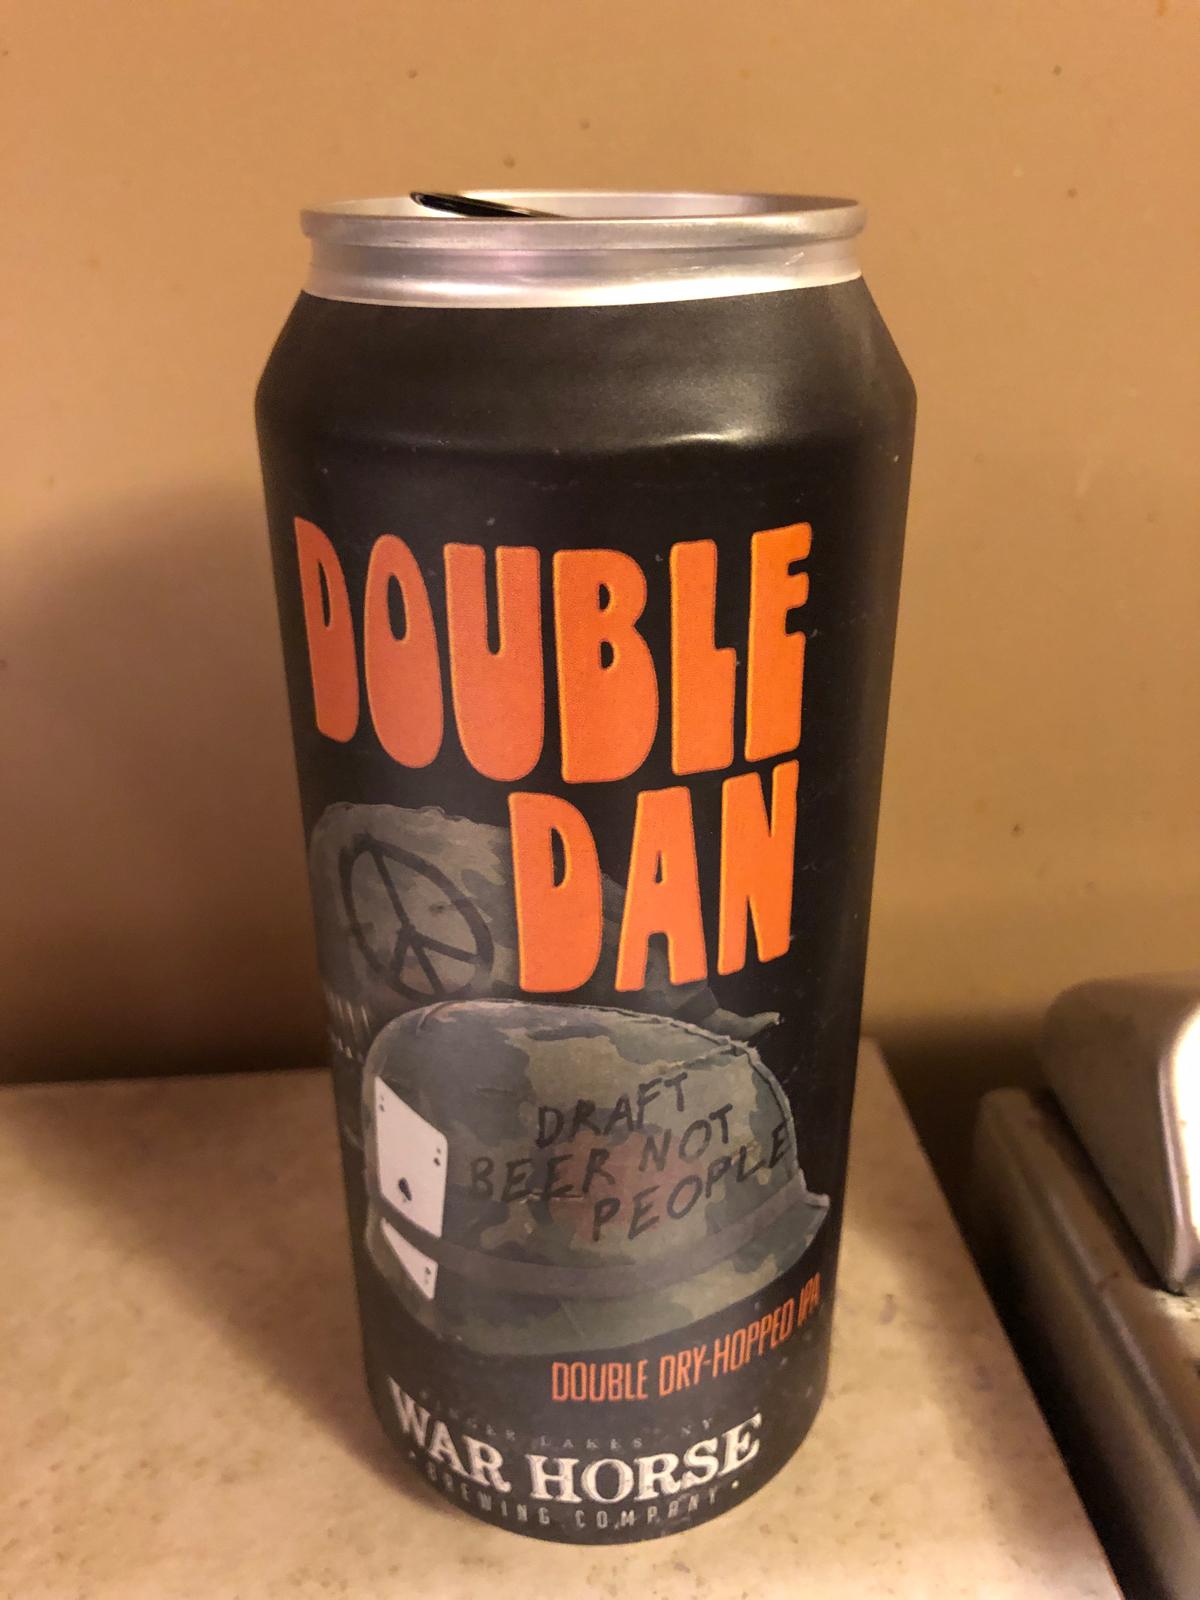 DOUBLE
DAN
DRAFT
BEER NOT
PEOPLE
DOUBLE DRY-HOPPED IPA
FINGER LAKES NY
WAR HORSE
BREWING COMPANY